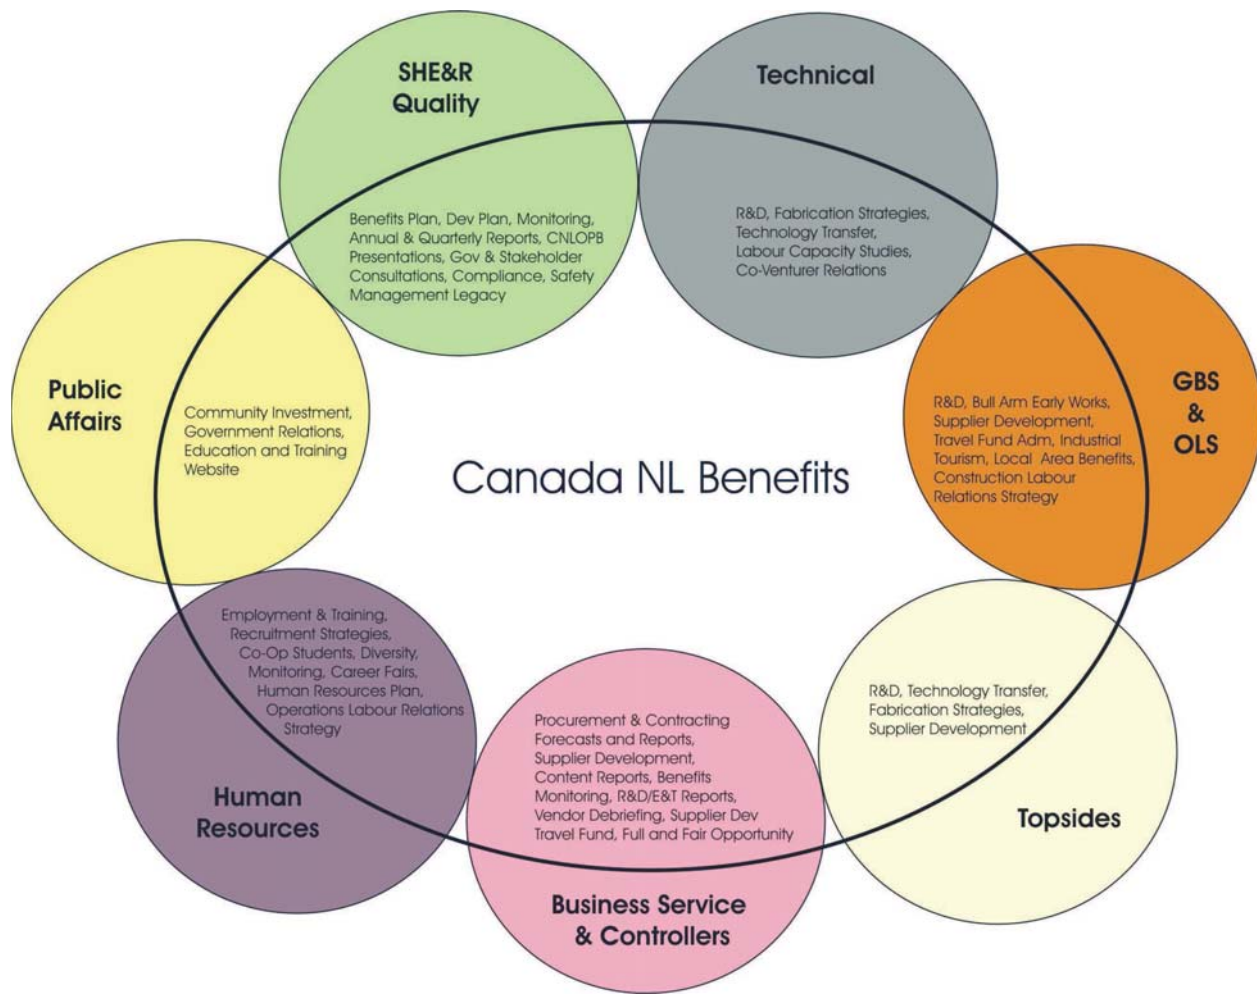 SHE&R
Quality
Benefits Plan, Dev Plan, Monitoring,
Annual & Quarterly Reports, CNLOPB
Presentations, Gov & Stakeholder
Consultations, Compliance, Safety
Management Legacy
Technical
R&D, Fabrication Strategies,
Technology Transfer,
Labour Capacity Studies,
Co-Venturer Relations
Public
Affairs
Community Investment,
Government Relations,
Education and Training
Website
Canada NL Benefits
R&D, Bull Arm Early Works,
Supplier Development,
Travel Fund Adm, Industrial
Tourism, Local Area Benefits,
Construction Labour
Relations Strategy
GBS
&
OLS
Employment & Training,
Recruitment Strategies,
Co-Op Students, Diversity,
Monitoring, Career Fairs,
Human Resources Plan,
Operations Labour Relations
Strategy
Human
Resources
Procurement & Contracting
Forecasts and Reports,
Supplier Development,
Content Reports, Benefits
Monitoring, R&D/E&T Reports,
Vendor Debriefing, Supplier Dev
Travel Fund, Full and Fair Opportunity
Business Service
& Controllers
R&D, Technology Transfer,
Fabrication Strategies,
Supplier Development
Topsides